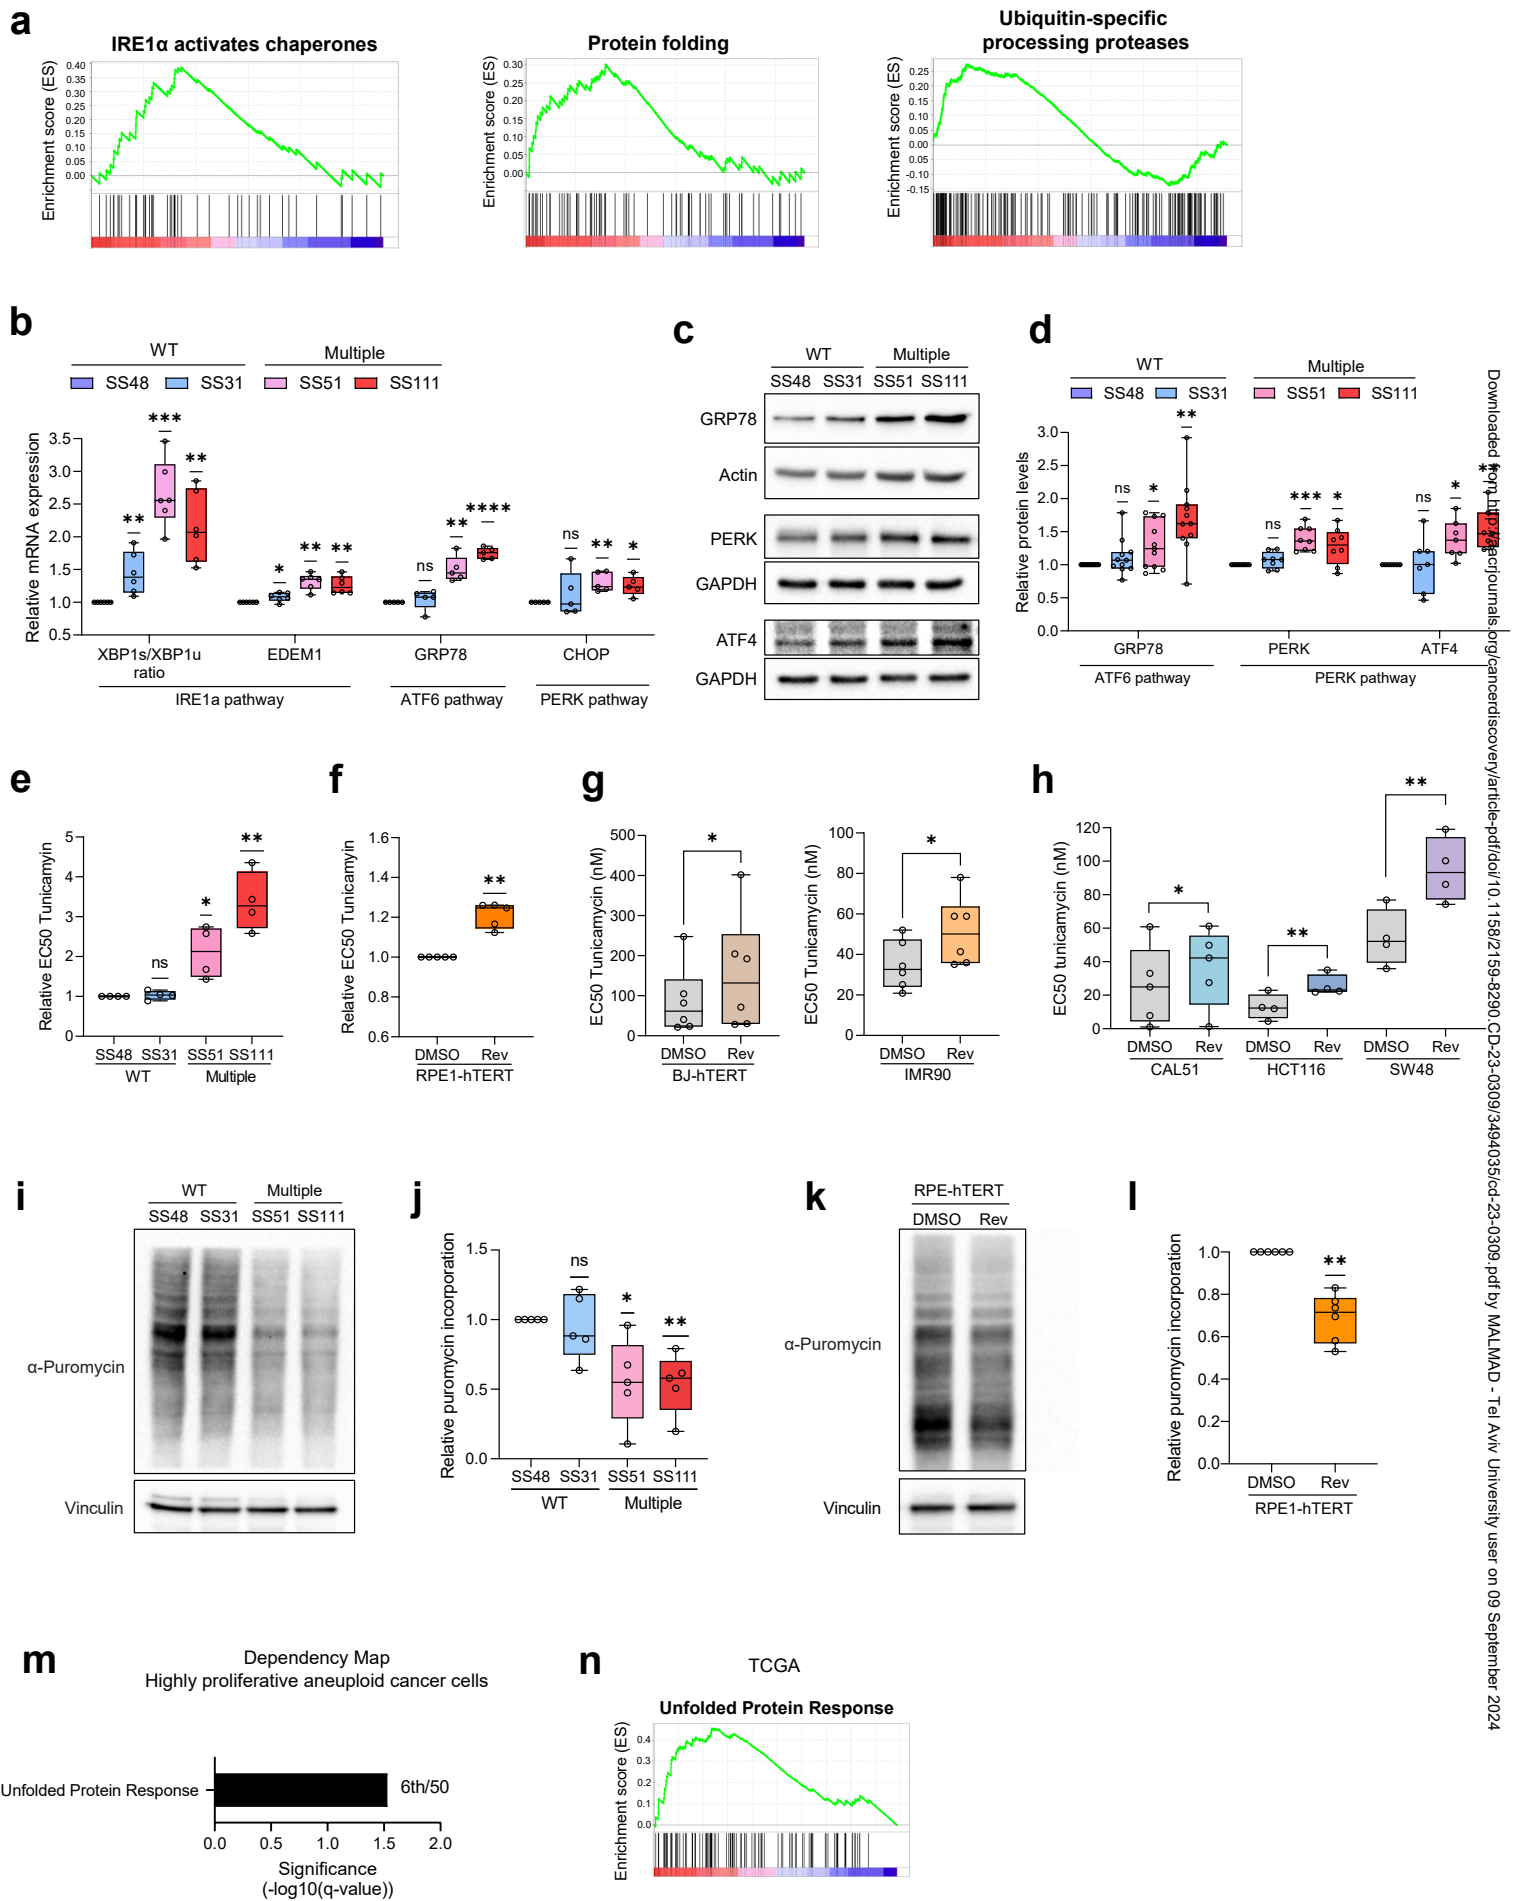 a
IRE1α activates chaperones
Enrichment score (ES)
0.40
0.35
0.30
0.25
0.20
0.15
0.10
0.05
0.00
Protein folding
Enrichment score (ES)
0.30
0.25
0.20
0.15
0.10
0.05
0.00
Ubiquitin-specific
processing proteases
Enrichment score (ES)
0.25
0.20
0.15
0.10
0.05
0.00
-0.05
-0.10
-0.15
b
WT
Multiple
SS48 SS31 SS51 SS111
Relative mRNA expression
3.5
3.0
2.5
2.0
1.5
1.0
0.5
** *** **
* ** **
ns ** ****
ns ** *
XBP1s/XBP1u
ratio
EDEM1
GRP78
CHOP
IRE1a pathway
ATF6 pathway
PERK pathway
c
WT Multiple
SS48 SS31 SS51 SS111
GRP78
Actin
PERK
GAPDH
ATF4
GAPDH
d
WT
Multiple
SS48 SS31 SS51 SS111
Relative protein levels
3.0
2.5
2.0
1.5
1.0
0.5
0.0
ns * **
ns *** *
ns * **
GRP78
PERK
ATF4
ATF6 pathway
PERK pathway
e
Relative EC50 Tunicamyin
5
4
3
2
1
0
ns * **
SS48 SS31 SS51 SS111
WT Multiple
f
Relative EC50 Tunicamyin
1.6
1.4
1.2
1.0
0.8
0.6
**
DMSO Rev
RPE1-hTERT
g
EC50 Tunicamycin (nM)
500
400
300
200
100
0
*
DMSO Rev
BJ-hTERT
EC50 Tunicamycin (nM)
100
80
60
40
20
0
*
DMSO Rev
IMR90
h
EC50 tunicamycin (nM)
120
100
80
60
40
20
0
* ** **
DMSO Rev DMSO Rev DMSO Rev
CAL51 HCT116 SW48
i
WT Multiple
SS48 SS31 SS51 SS111
α-Puromycin
Vinculin
j
Relative puromycin incorporation
1.5
1.0
0.5
0.0
ns * **
SS48 SS31 SS51 SS111
WT Multiple
k
RPE-hTERT
DMSO Rev
α-Puromycin
Vinculin
l
Relative puromycin incorporation
1.0
0.8
0.6
0.4
0.2
0.0
**
DMSO Rev
RPE1-hTERT
m
Dependency Map
Highly proliferative aneuploid cancer cells
Unfolded Protein Response
6th/50
0.0 0.5 1.0 1.5 2.0
Significance
(-log10(q-value))
n
TCGA
Unfolded Protein Response
Enrichment score (ES)
0.4
0.3
0.2
0.1
0.0
Downloaded from http://aacrjournals.org/cancerdiscovery/article-pdf/doi/10.1158/2159-8290.CD-23-0309/3494035/cd-23-0309.pdf by MALMAD - Tel Aviv University user on 09 September 2024